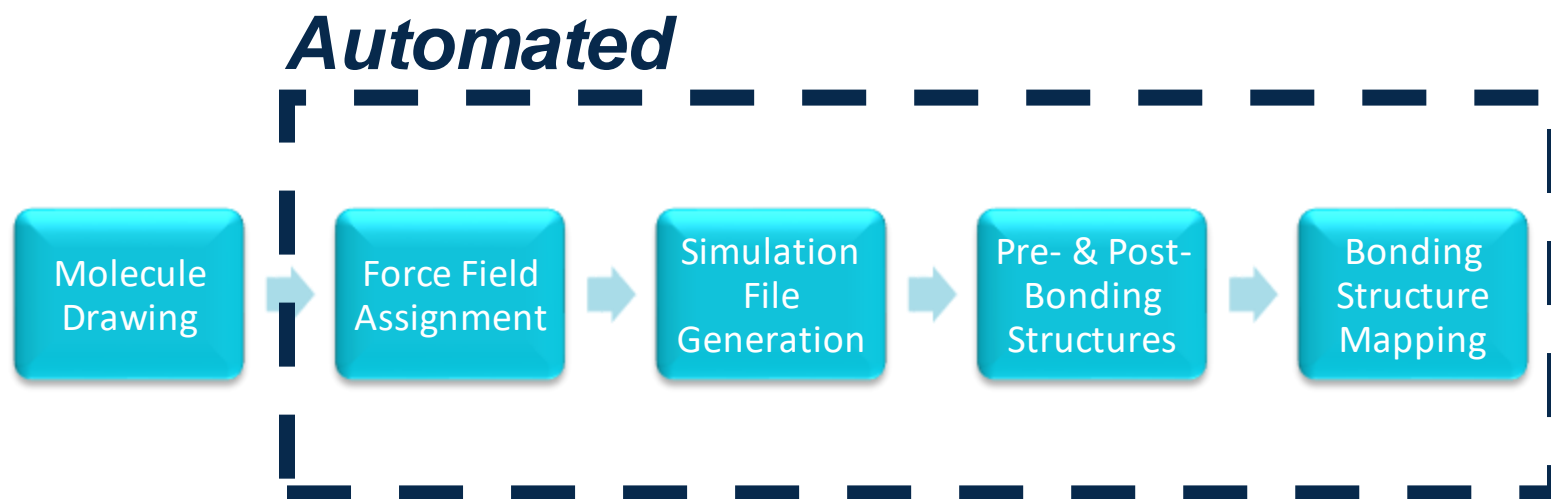 Automated
Molecule
Drawing
Force Field
Assignment
Simulation
File
Generation
Pre- & Post-
Bonding
Structures
Bonding
Structure
Mapping